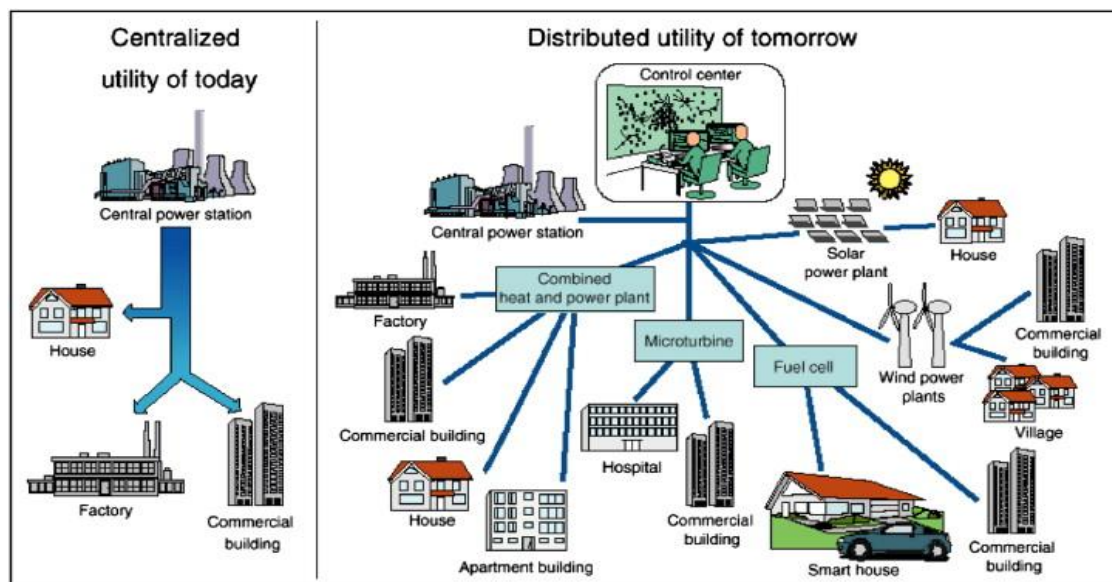 Centralized
utility of today
Central power station
House
Factory
Commercial
building
Distributed utility of tomorrow
Control center
Central power station
Solar
power plant
House
Combined
heat and power plant
Factory
Microturbine
Fuel cell
Wind power
plants
Commercial
building
Village
Commercial building
House
Apartment building
Hospital
Commercial
building
Smart house
Commercial
building